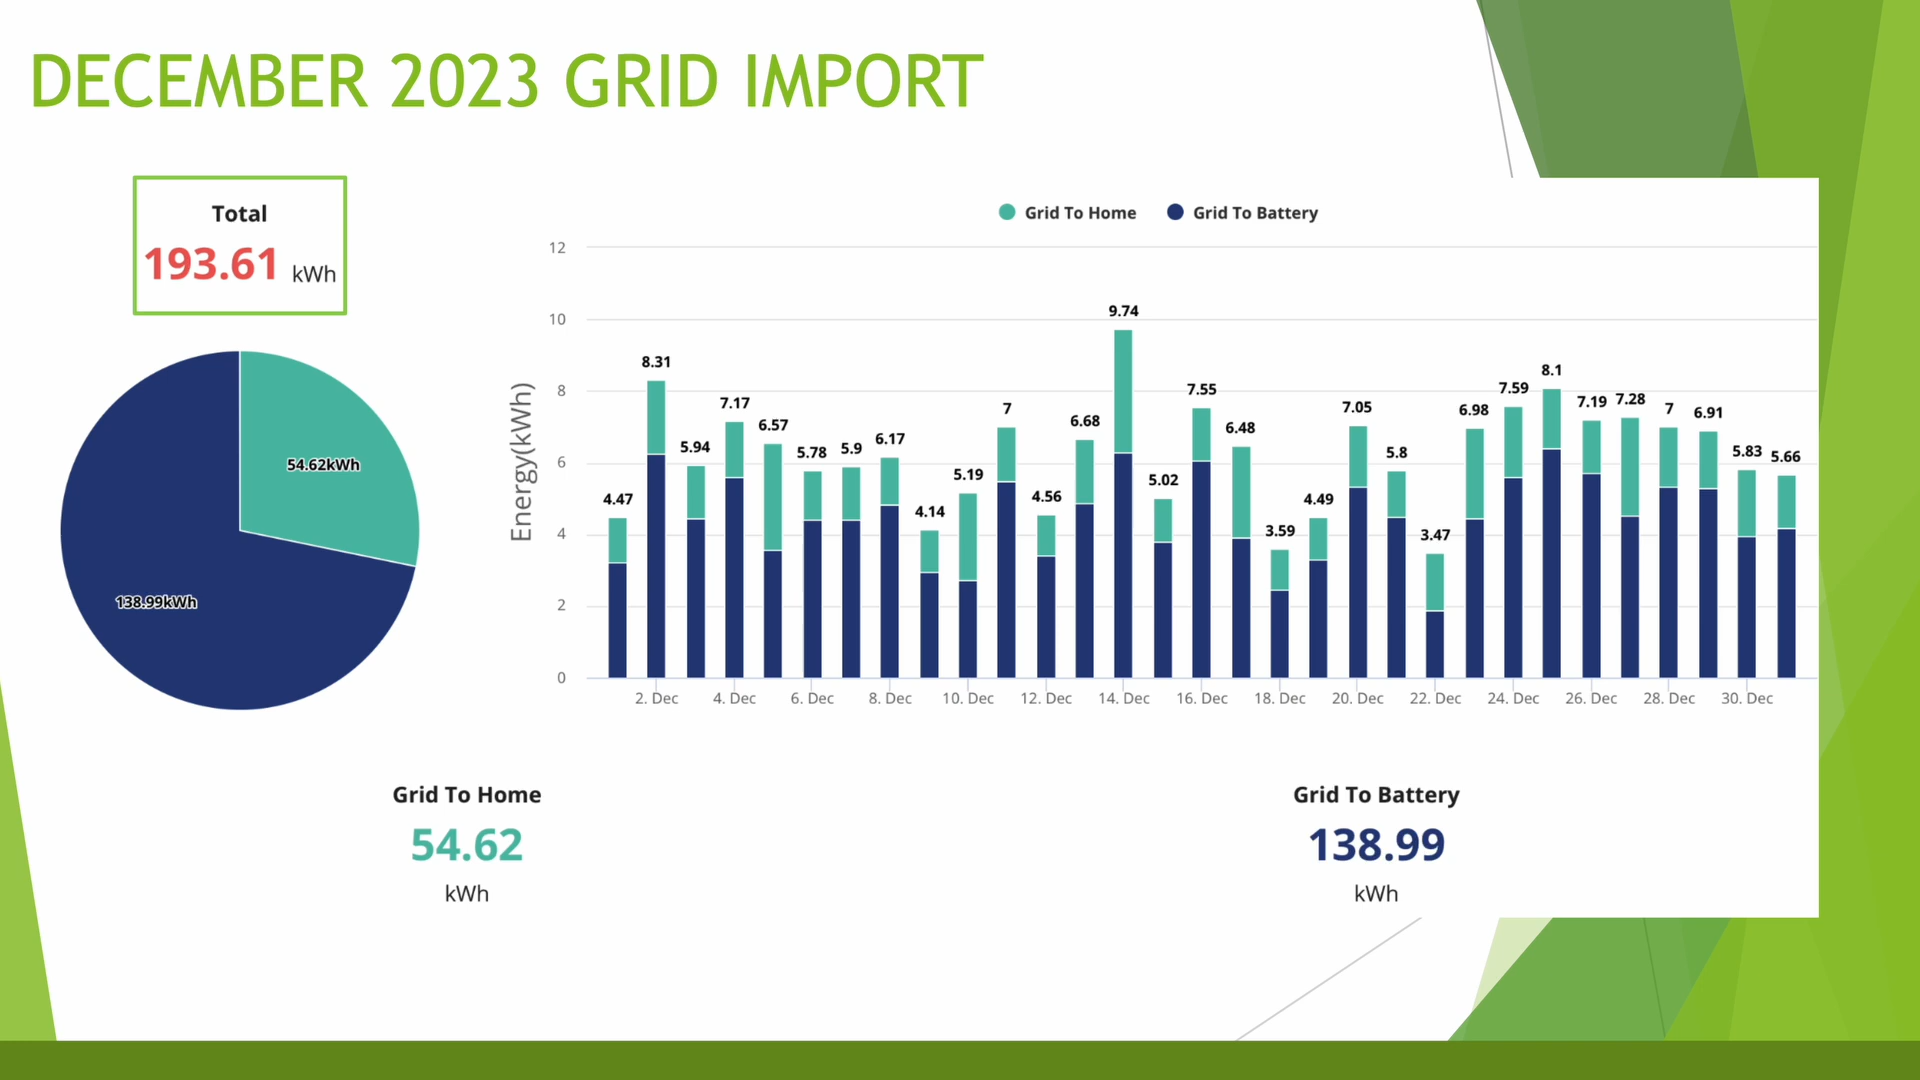 DECEMBER 2023 GRID IMPORT
Total
193.61 kWh
54.62kWh
138.99kWh
Grid To Home
Grid To Battery
Energy(kWh)
12
10
8
6
4
2
0
4.47
8.31
5.94
7.17
6.57
5.78
5.9
6.17
4.14
5.19
7
4.56
6.68
9.74
5.02
7.55
6.48
3.59
4.49
7.05
5.8
3.47
6.98
7.59
8.1
7.19
7.28
7
6.91
5.83
5.66
2. Dec
4. Dec
6. Dec
8. Dec
10. Dec
12. Dec
14. Dec
16. Dec
18. Dec
20. Dec
22. Dec
24. Dec
26. Dec
28. Dec
30. Dec
Grid To Home
54.62
kWh
Grid To Battery
138.99
kWh